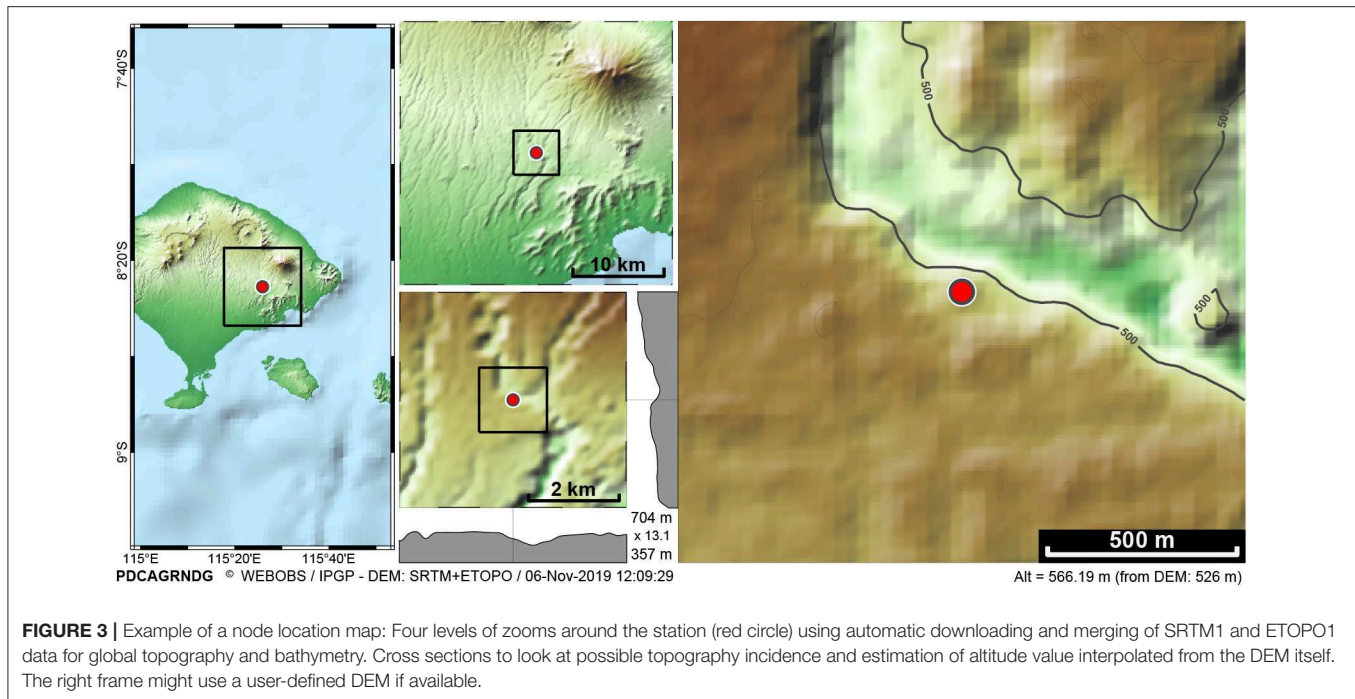 7°40'S
8°20'S
9°S
115°E 115°20'E 115°40'E
10 km
2 km
704 m
x 13.1
357 m
500
500
500
500
500 m
PDCAGRNDG © WEBOBS / IPGP - DEM: SRTM+ETOPO / 06-Nov-2019 12:09:29
Alt = 566.19 m (from DEM: 526 m)
FIGURE 3 | Example of a node location map: Four levels of zooms around the station (red circle) using automatic downloading and merging of SRTM1 and ETOPO1
data for global topography and bathymetry. Cross sections to look at possible topography incidence and estimation of altitude value interpolated from the DEM itself.
The right frame might use a user-defined DEM if available.